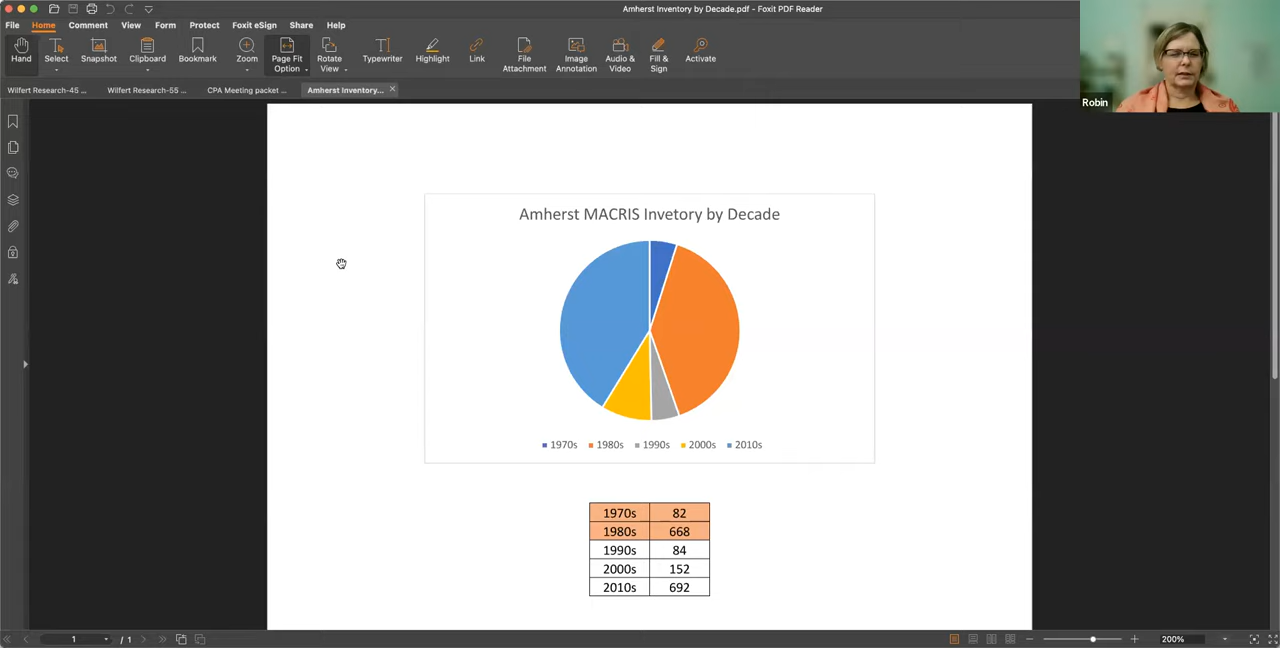 Amherst Inventory by Decade.pdf - Foxit PDF Reader
File Home Comment View Form Protect Foxit eSign Share Help
Hand Select Snapshot Clipboard Bookmark Zoom Page Fit Option Rotate View Typewriter Highlight Link File Attachment Image Annotation Audio & Video Fill & Sign Activate
Wilfert Research-45 ... Wilfert Research-55 ... CPA Meeting packet ... Amherst Inventory...
Robin
Amherst MACRIS Invetory by Decade
1970s 1980s 1990s 2000s 2010s
1970s 82
1980s 668
1990s 84
2000s 152
2010s 692
1 / 1 200%